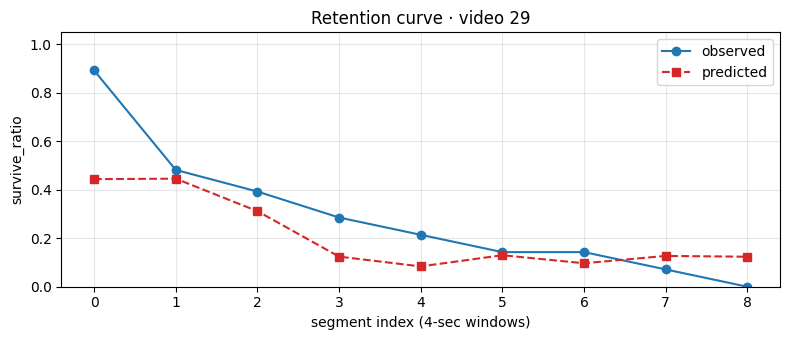 Retention curve · video 29
survive_ratio
1.0
0.8
0.6
0.4
0.2
0.0
observed
predicted
0 1 2 3 4 5 6 7 8
segment index (4-sec windows)